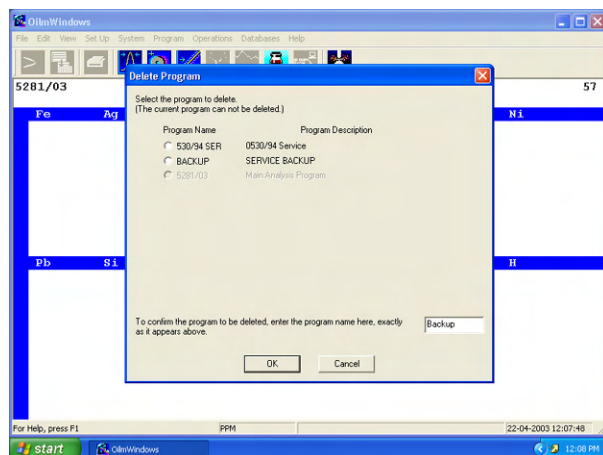 OilmWindows
File Edit View Set Up System Program Operations Databases Help
5281/03 57
Fe Ag Ni
Delete Program
Select the program to delete.
(The current program can not be deleted.)
Program Name Program Description
530/94 SER 0530/94 Service
BACKUP SERVICE BACKUP
5281/03 Main Analysis Program
Pb Si H
To confirm the program to be deleted, enter the program name here, exactly
as it appears above.
Backup
OK Cancel
For Help, press F1 PPM 22-04-2003 12:07:48
start OilmWindows 12:08 PM